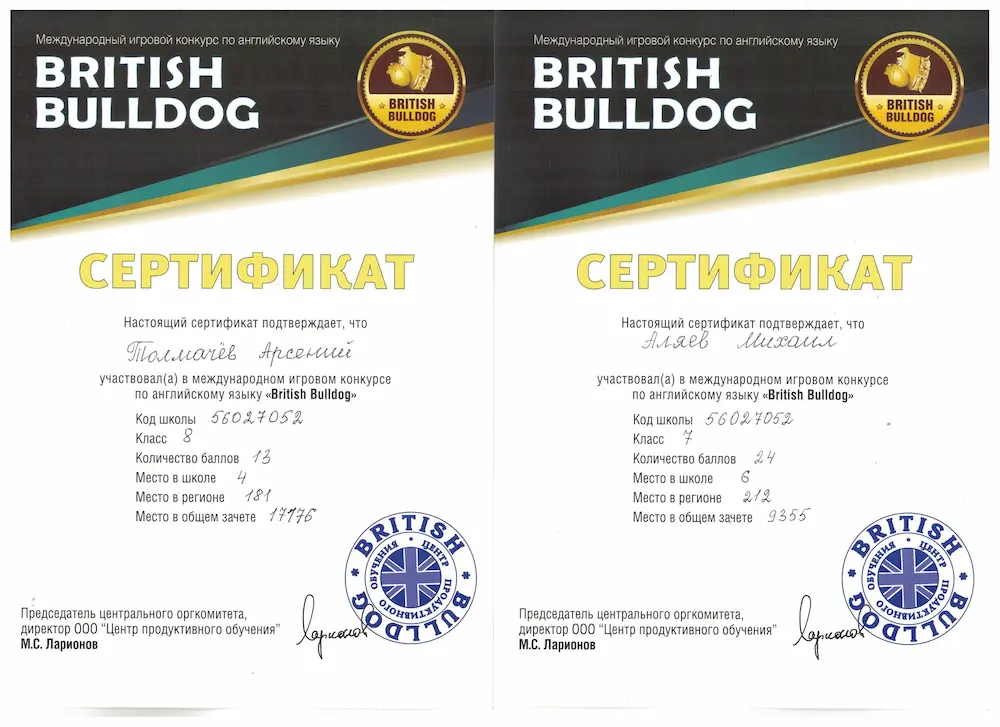 Международный игровой конкурс по английскому языку
BRITISH
BULLDOG
BRITISH
BULLDOG
СЕРТИФИКАТ
Настоящий сертификат подтверждает, что
Толмачёв Арсений
участвовал(а) в международном игровом конкурсе
по английскому языку «British Bulldog»
Код школы 56027052
Класс 8
Количество баллов 13
Место в школе 4
Место в регионе 181
Место в общем зачете 17176
BRITISH BULLDOG
ЦЕНТР ПРОДУКТИВНОГО ОБУЧЕНИЯ
Председатель центрального оргкомитета,
директор ООО "Центр продуктивного обучения"
М.С. Ларионов
Ларионов
Международный игровой конкурс по английскому языку
BRITISH
BULLDOG
BRITISH
BULLDOG
СЕРТИФИКАТ
Настоящий сертификат подтверждает, что
Аляев Михаил
участвовал(а) в международном игровом конкурсе
по английскому языку «British Bulldog»
Код школы 56027052
Класс 7
Количество баллов 24
Место в школе 6
Место в регионе 212
Место в общем зачете 9355
BRITISH BULLDOG
ЦЕНТР ПРОДУКТИВНОГО ОБУЧЕНИЯ
Председатель центрального оргкомитета,
директор ООО "Центр продуктивного обучения"
М.С. Ларионов
Ларионов